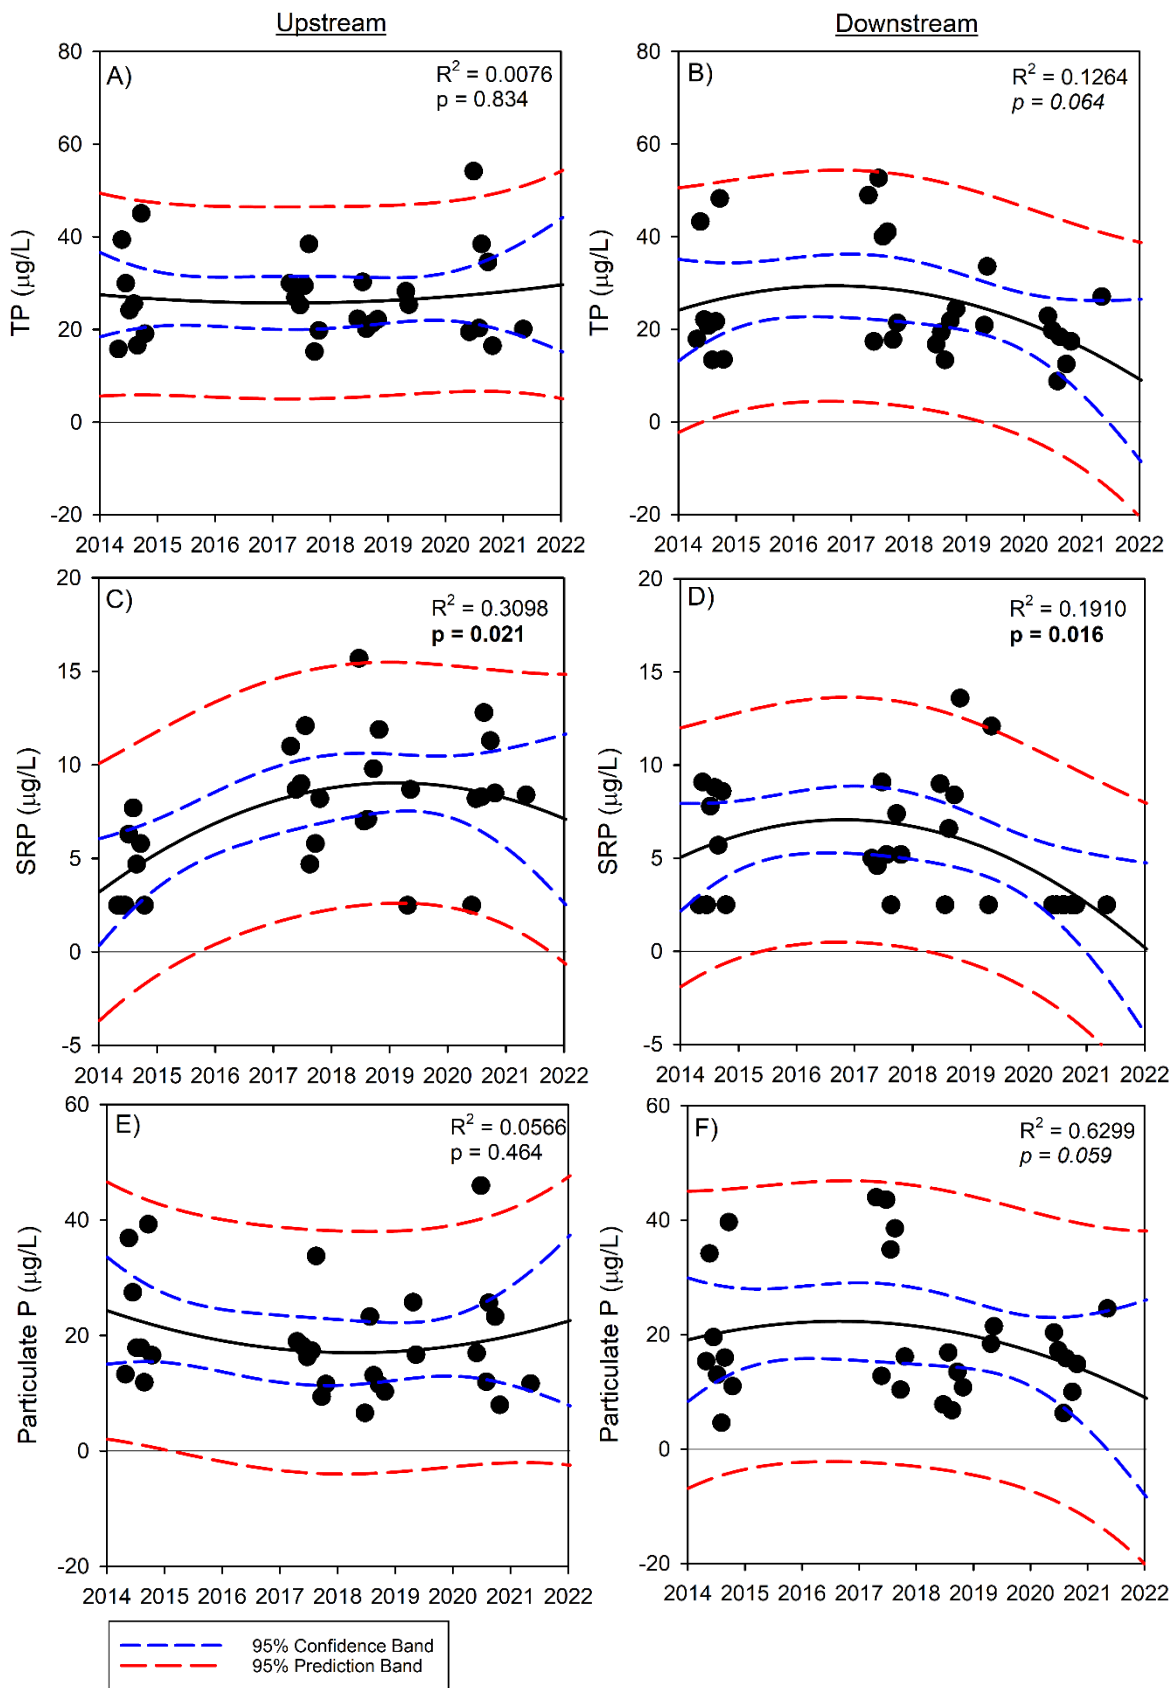 Upstream
Downstream
A)
R² = 0.0076
p = 0.834
TP (µg/L)
80
60
40
20
0
-20
2014 2015 2016 2017 2018 2019 2020 2021 2022
B)
R² = 0.1264
p = 0.064
TP (µg/L)
80
60
40
20
0
-20
2014 2015 2016 2017 2018 2019 2020 2021 2022
C)
R² = 0.3098
p = 0.021
SRP (µg/L)
20
15
10
5
0
-5
2014 2015 2016 2017 2018 2019 2020 2021 2022
D)
R² = 0.1910
p = 0.016
SRP (µg/L)
20
15
10
5
0
-5
2014 2015 2016 2017 2018 2019 2020 2021 2022
E)
R² = 0.0566
p = 0.464
Particulate P (µg/L)
60
40
20
0
-20
2014 2015 2016 2017 2018 2019 2020 2021 2022
F)
R² = 0.6299
p = 0.059
Particulate P (µg/L)
60
40
20
0
-20
2014 2015 2016 2017 2018 2019 2020 2021 2022
95% Confidence Band
95% Prediction Band